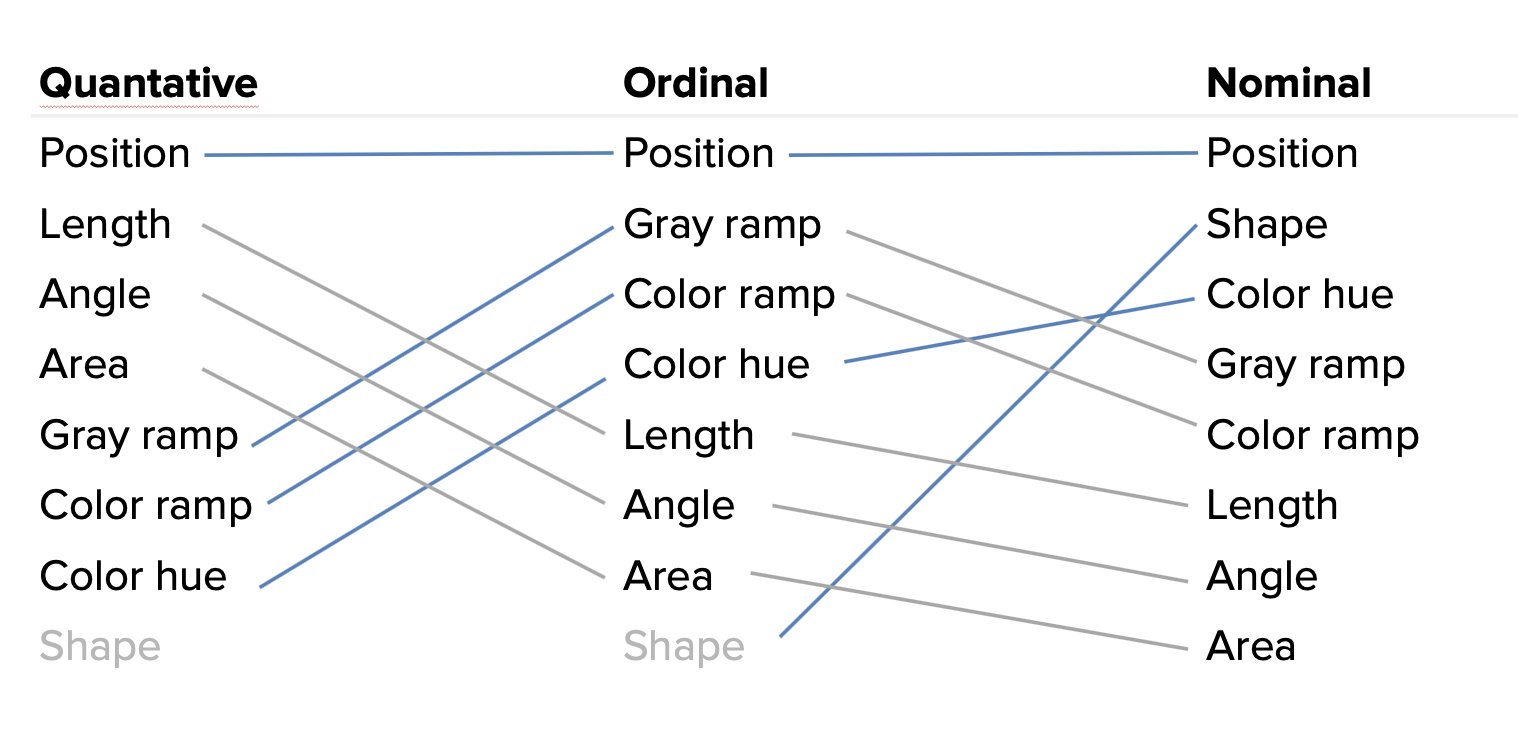 Quantative Ordinal Nominal
Position Position Position
Length Gray ramp Shape
Angle Color ramp Color hue
Area Color hue Gray ramp
Gray ramp Length Color ramp
Color ramp Angle Length
Color hue Area Angle
Shape Shape Area